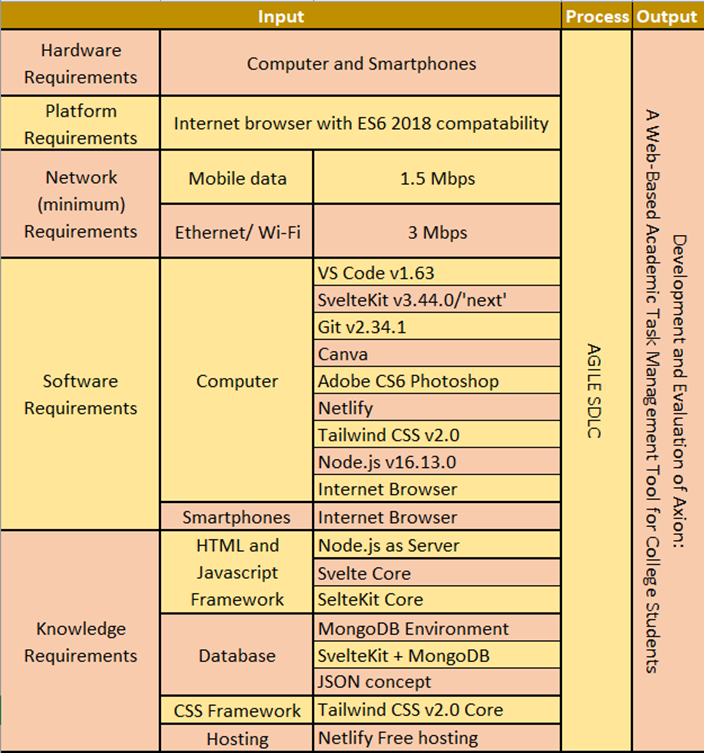 Input
Process
Output
Hardware
Requirements
Computer and Smartphones
Platform
Requirements
Internet browser with ES6 2018 compatability
Network
(minimum)
Requirements
Mobile data
1.5 Mbps
Ethernet/ Wi-Fi
3 Mbps
Software
Requirements
Computer
VS Code v1.63
SvelteKit v3.44.0/'next'
Git v2.34.1
Canva
Adobe CS6 Photoshop
Netlify
Tailwind CSS v2.0
Node.js v16.13.0
Internet Browser
Smartphones
Internet Browser
Knowledge
Requirements
HTML and
Javascript
Framework
Node.js as Server
Svelte Core
SelteKit Core
Database
MongoDB Environment
SvelteKit + MongoDB
JSON concept
CSS Framework
Tailwind CSS v2.0 Core
Hosting
Netlify Free hosting
AGILE SDLC
Development and Evaluation of Axion:
A Web-Based Academic Task Management Tool for College Students